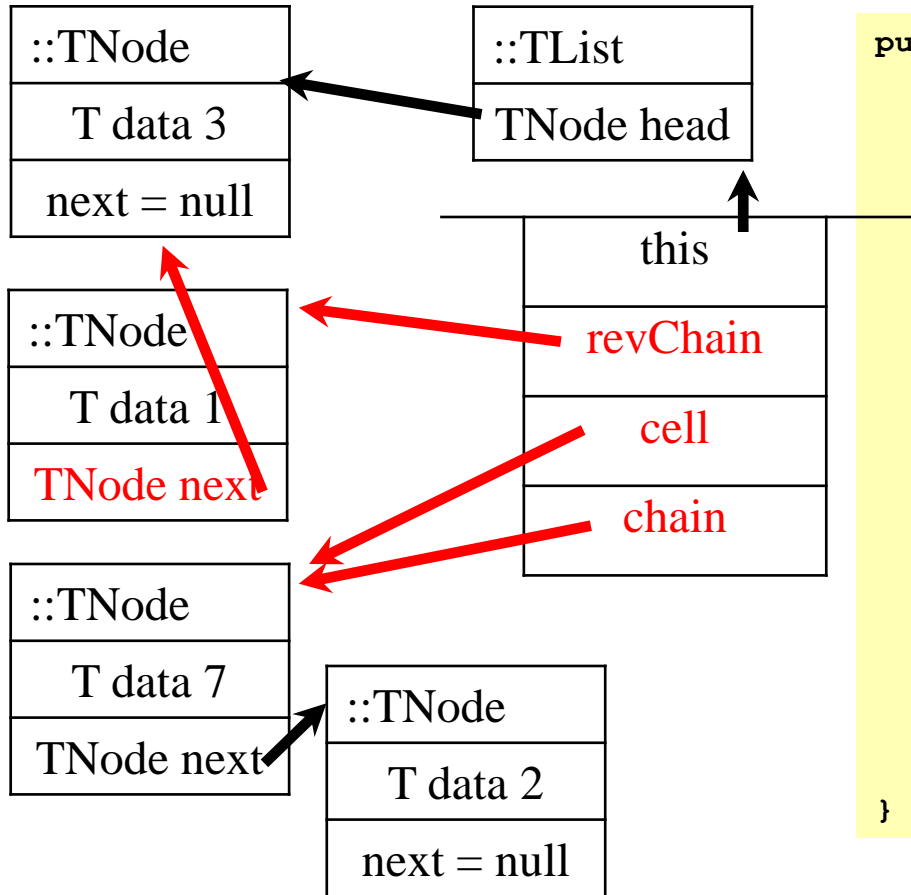 ::TNode
T data 3
next = null
::TList
TNode head
this
revChain
cell
chain
::TNode
T data 1
TNode next
::TNode
T data 7
TNode next
::TNode
T data 2
next = null
pu
}